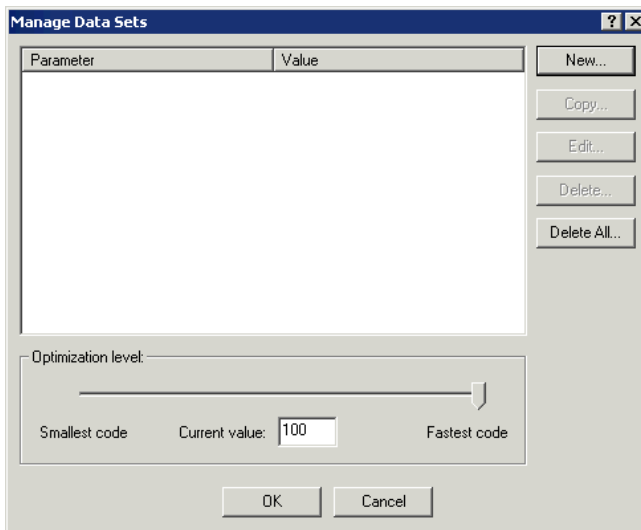 Manage Data Sets
Parameter Value
New...
Copy...
Edit...
Delete...
Delete All...
Optimization level:
Smallest code Current value: 100 Fastest code
OK Cancel